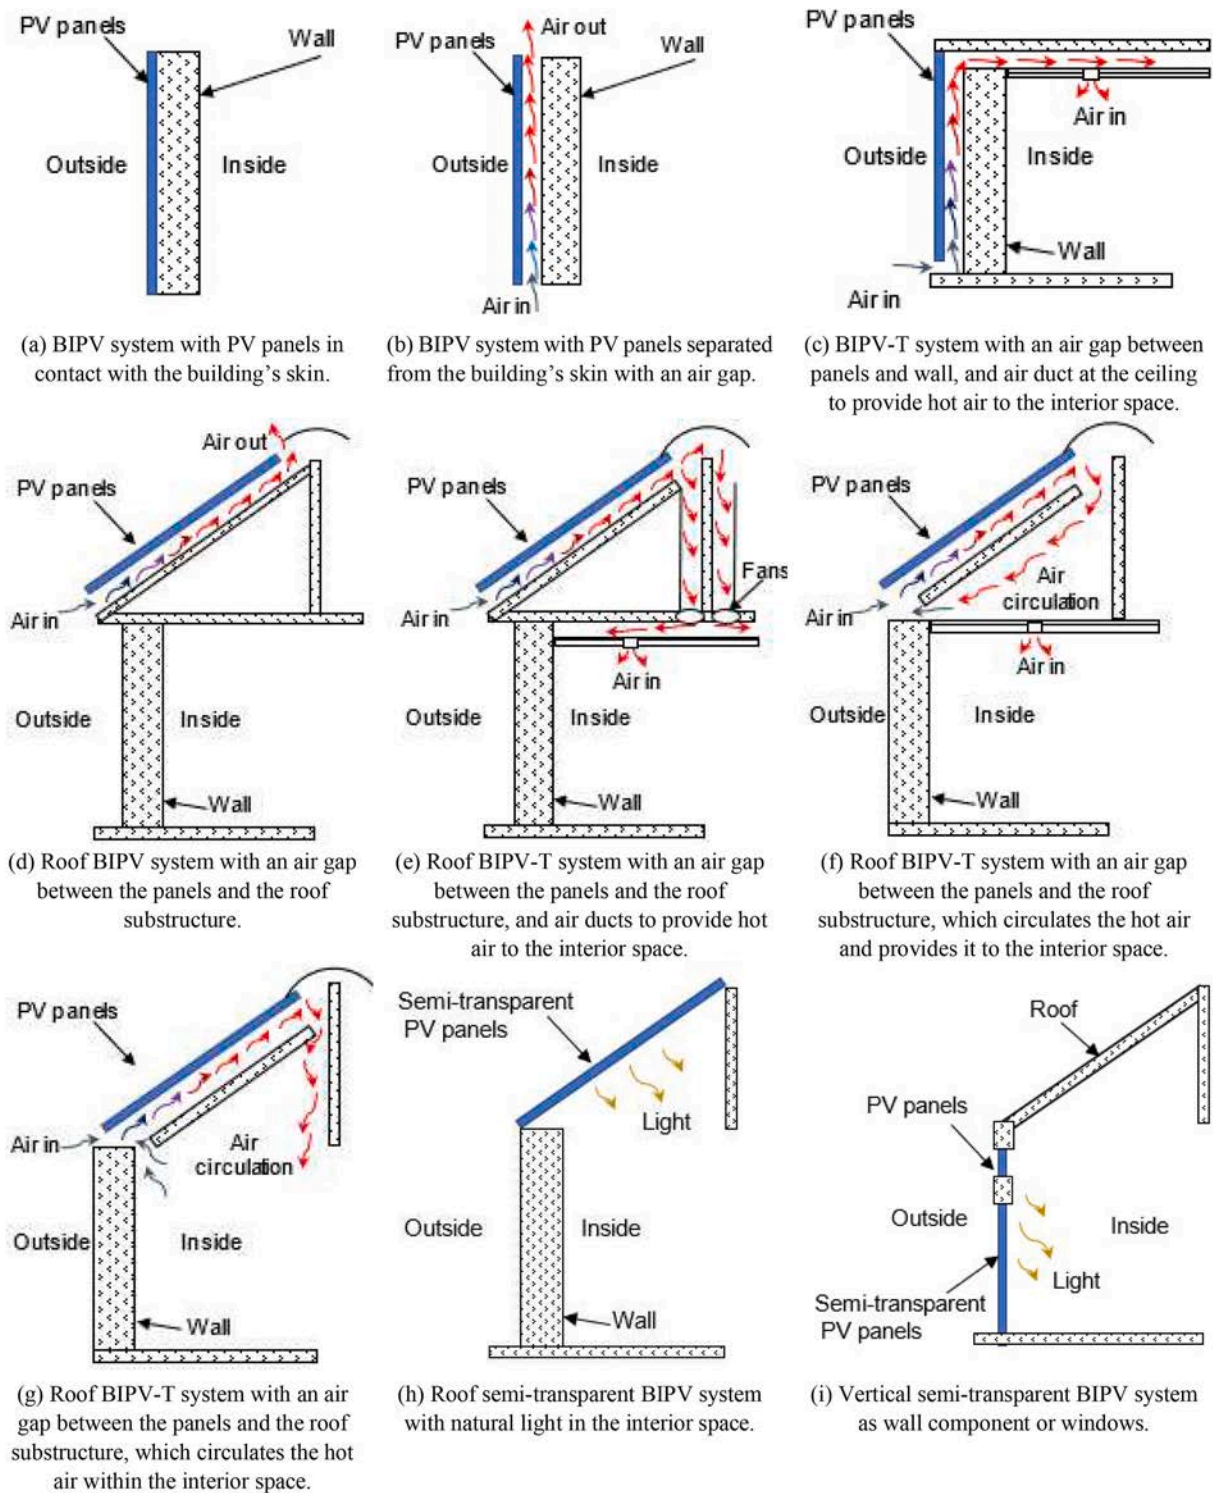 PV panels
Wall
Outside
Inside
(a) BIPV system with PV panels in
contact with the building's skin.
Air out
PV panels
Wall
Outside
Inside
Air in
(b) BIPV system with PV panels separated
from the building's skin with an air gap.
PV panels
Air in
Outside
Inside
Wall
Air in
(c) BIPV-T system with an air gap between
panels and wall, and air duct at the ceiling
to provide hot air to the interior space.
Air out
PV panels
Air in
Outside
Inside
Wall
(d) Roof BIPV system with an air gap
between the panels and the roof
substructure.
PV panels
Fans
Air in
Air in
Outside
Inside
Wall
(e) Roof BIPV-T system with an air gap
between the panels and the roof
substructure, and air ducts to provide hot
air to the interior space.
PV panels
Air
circulation
Air in
Air in
Outside
Inside
Wall
(f) Roof BIPV-T system with an air gap
between the panels and the roof
substructure, which circulates the hot air
and provides it to the interior space.
PV panels
Air in
Air
circulation
Outside
Inside
Wall
(g) Roof BIPV-T system with an air
gap between the panels and the roof
substructure, which circulates the hot
air within the interior space.
Semi-transparent
PV panels
Light
Outside
Inside
Wall
(h) Roof semi-transparent BIPV system
with natural light in the interior space.
Roof
PV panels
Outside
Inside
Light
Semi-transparent
PV panels
(i) Vertical semi-transparent BIPV system
as wall component or windows.